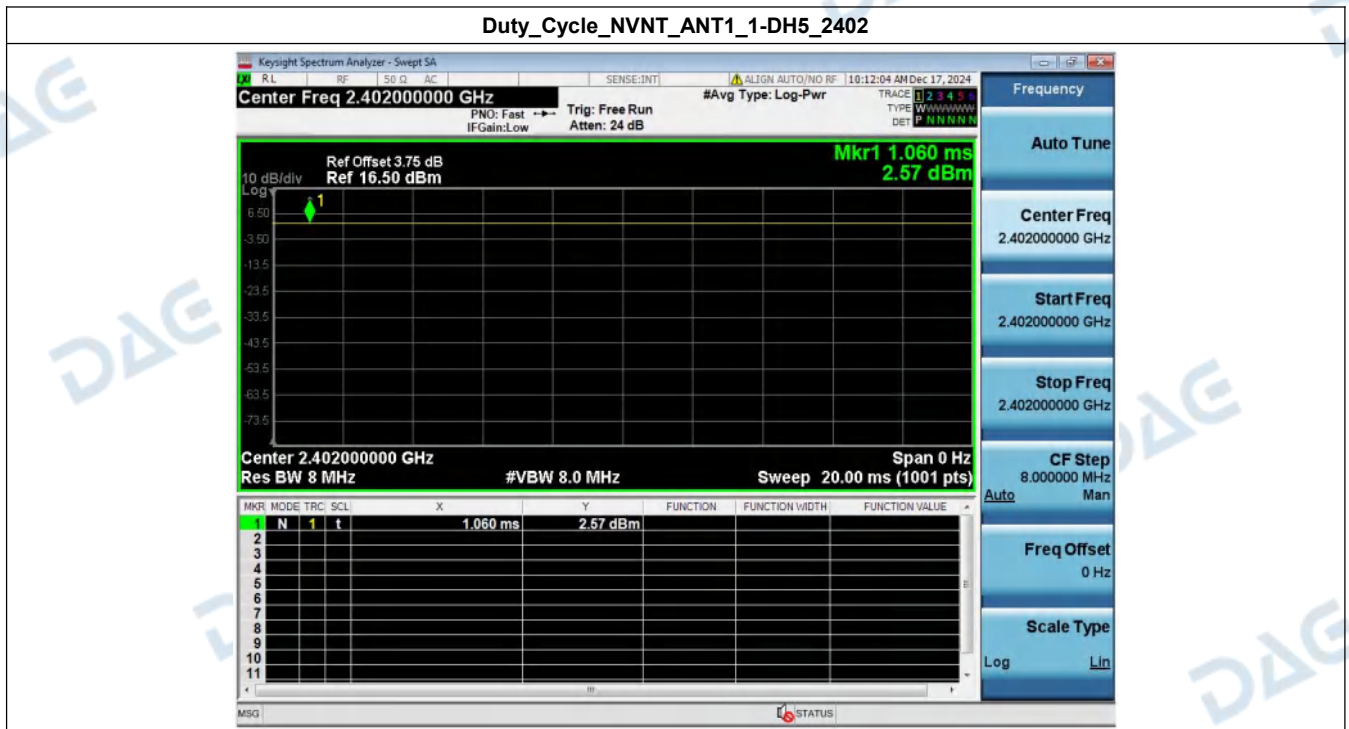 Duty_Cycle_NVNT_ANT1_1-DH5_2402
Keysight Spectrum Analyzer - Swept SA
LXI RL RF 50 Ω AC SENSE:INT ALIGN AUTO/NO RF 10:12:04 AM Dec 17, 2024
Center Freq 2.402000000 GHz
PNO: Fast
IFGain:Low
Trig: Free Run
Atten: 24 dB
#Avg Type: Log-Pwr
TRACE 1 2 3 4 5 6
TYPE WWWWWW
DET P N N N N N
Mkr1 1.060 ms
2.57 dBm
Ref Offset 3.75 dB
10 dB/div Ref 16.50 dBm
Log
1
6.50
-3.50
-13.5
-23.5
-33.5
-43.5
-53.5
-63.5
-73.5
Center 2.402000000 GHz Span 0 Hz
Res BW 8 MHz #VBW 8.0 MHz Sweep 20.00 ms (1001 pts)
MKR MODE TRC SCL X Y FUNCTION FUNCTION WIDTH FUNCTION VALUE
1 N 1 t 1.060 ms 2.57 dBm
2
3
4
5
6
7
8
9
10
11
MSG STATUS
Frequency
Auto Tune
Center Freq
2.402000000 GHz
Start Freq
2.402000000 GHz
Stop Freq
2.402000000 GHz
CF Step
8.000000 MHz
Auto Man
Freq Offset
0 Hz
Scale Type
Log Lin
DAE
DAE
DAE
DAE